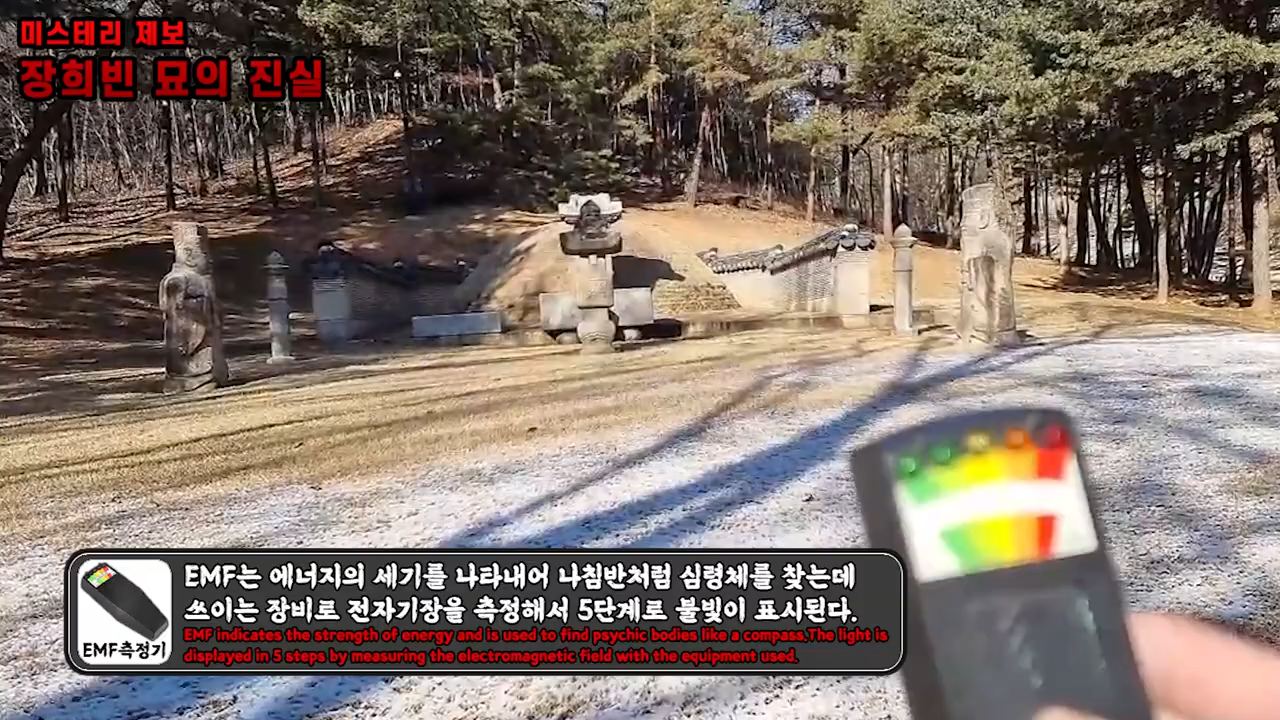 미스테리 제보
장희빈 묘의 진실
EMF는 에너지의 세기를 나타내어 나침반처럼 심령체를 찾는데
쓰이는 장비로 전자기장을 측정해서 5단계로 불빛이 표시된다.
EMF indicates the strength of energy and is used to find psychic bodies like a compass.The light is
displayed in 5 steps by measuring the electromagnetic field with the equipment used.
EMF측정기